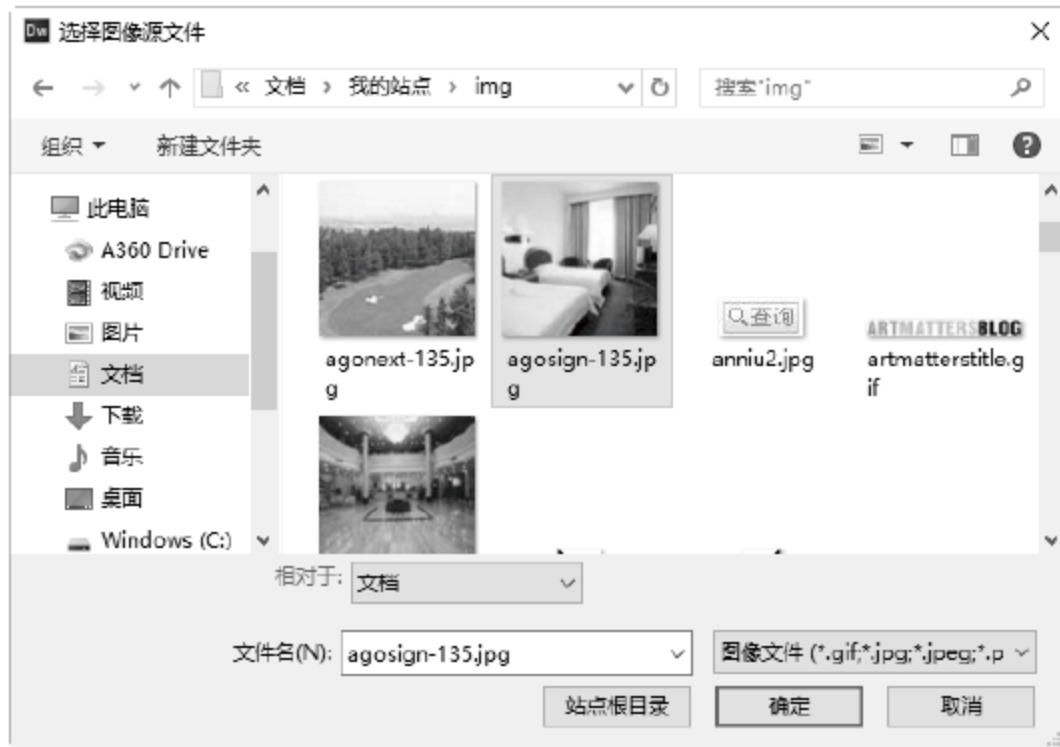 Dw 选择图像源文件
« 文档 › 我的站点 › img
搜索"img"
组织
新建文件夹
此电脑
A360 Drive
视频
图片
文档
下载
音乐
桌面
Windows (C:)
agonext-135.jp
g
agosign-135.jp
g
查询
anniu2.jpg
ARTMATTERSBLOG
artmatterstitle.g
if
相对于:
文档
文件名(N):
agosign-135.jpg
图像文件 (*.gif;*.jpg;*.jpeg;*.p
站点根目录
确定
取消